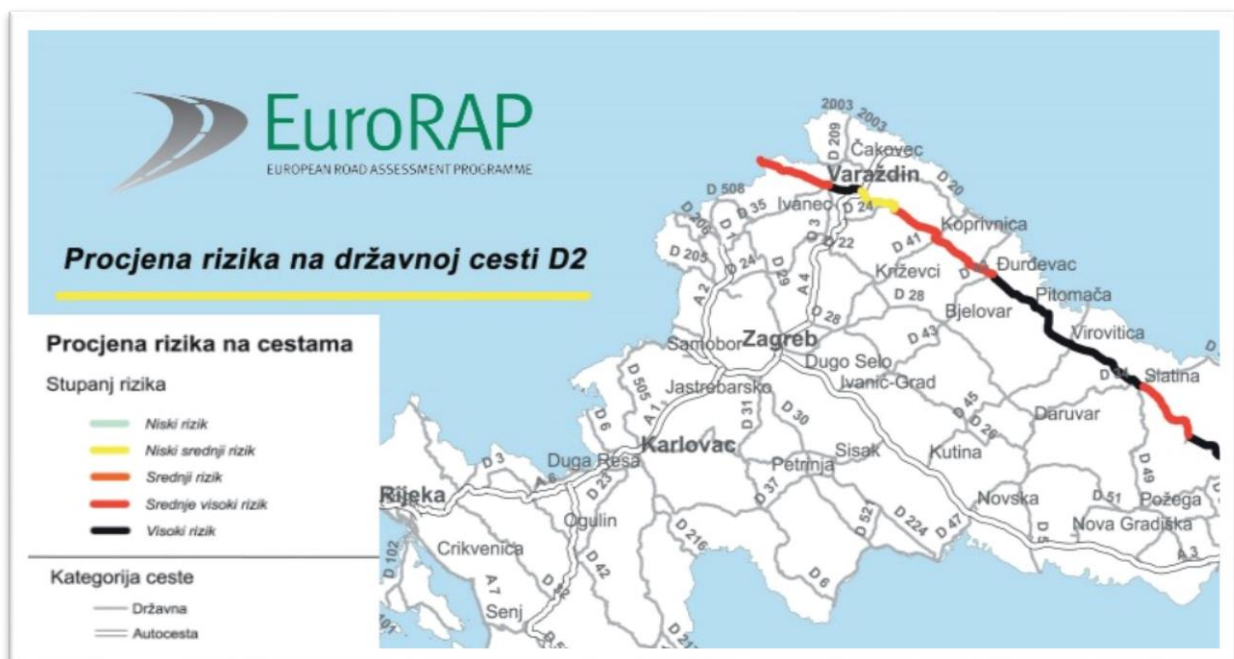 EuroRAP
EUROPEAN ROAD ASSESSMENT PROGRAMME
Procjena rizika na državnoj cesti D2
Procjena rizika na cestama
Stupanj rizika
Niski rizik
Niski srednji rizik
Srednji rizik
Srednje visoki rizik
Visoki rizik
Kategorija ceste
Državna
Autocesta
2003 2003
D 209
Čakovec
Varaždin
D 20
D 508
D 35
Ivanec
D 24
Koprivnica
D 206
D 1
D 22
D 41
D 205
D 24
D 29
A 4
Križevci
Đurđevac
A 2
D 28
Pitomača
Bjelovar
D 28
D 43
Virovitica
Samobor
Zagreb
Dugo Selo
Slatina
Jastrebarsko
Ivanić-Grad
D 505
A 1
D 31
D 30
D 45
D 26
Daruvar
D 6
Karlovac
Sisak
Kutina
D 49
D 3
Duga Resa
Petrinja
A 6
D 23
D 37
Novska
D 51
Požega
Rijeka
Ogulin
D 224
D 47
D 5
Nova Gradiška
A 3
Crikvenica
D 216
D 102
D 42
D 6
A 7
Senj